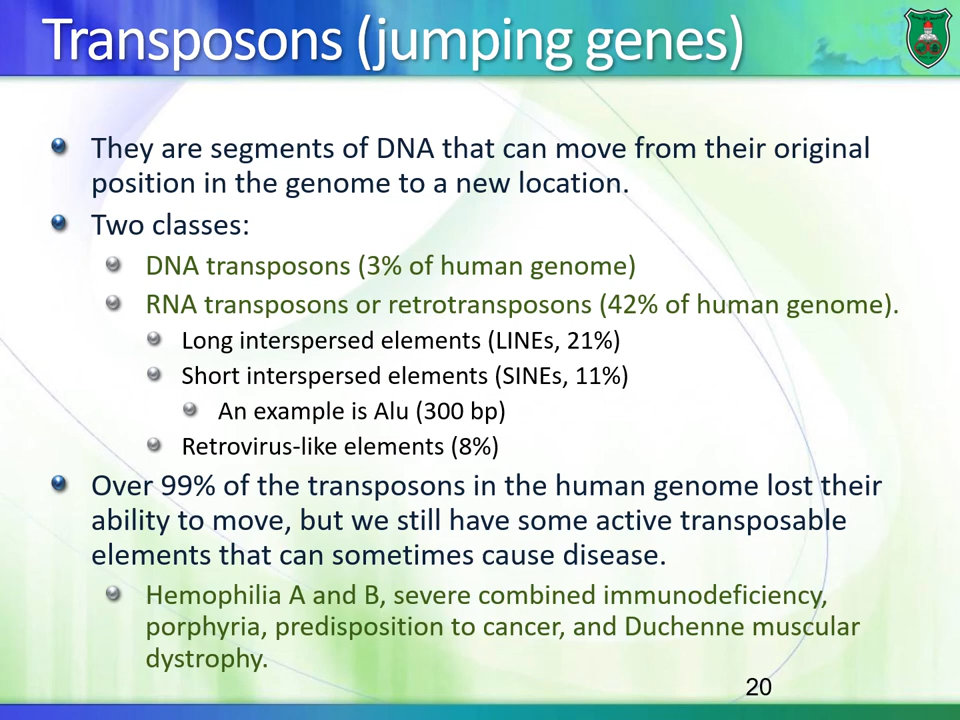 Transposons (jumping genes)
They are segments of DNA that can move from their original
position in the genome to a new location.
Two classes:
DNA transposons (3% of human genome)
RNA transposons or retrotransposons (42% of human genome).
Long interspersed elements (LINEs, 21%)
Short interspersed elements (SINEs, 11%)
An example is Alu (300 bp)
Retrovirus-like elements (8%)
Over 99% of the transposons in the human genome lost their
ability to move, but we still have some active transposable
elements that can sometimes cause disease.
Hemophilia A and B, severe combined immunodeficiency,
porphyria, predisposition to cancer, and Duchenne muscular
dystrophy.
20